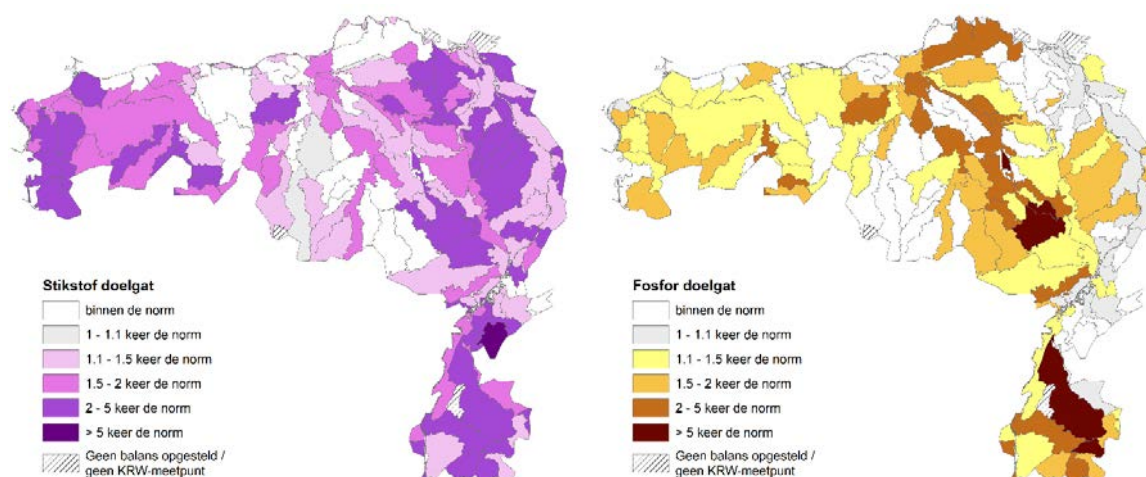 Stikstof doelgat
binnen de norm
1 - 1.1 keer de norm
1.1 - 1.5 keer de norm
1.5 - 2 keer de norm
2 - 5 keer de norm
> 5 keer de norm
Geen balans opgesteld /
geen KRW-meetpunt
Fosfor doelgat
binnen de norm
1 - 1.1 keer de norm
1.1 - 1.5 keer de norm
1.5 - 2 keer de norm
2 - 5 keer de norm
> 5 keer de norm
Geen balans opgesteld /
geen KRW-meetpunt